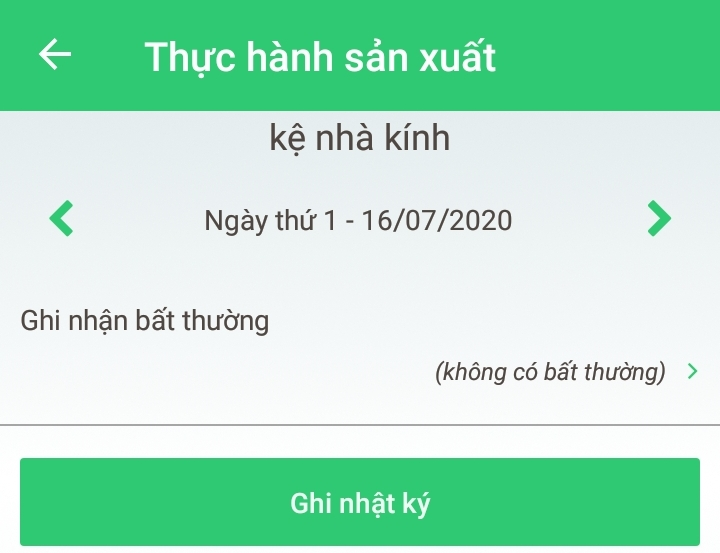 Thực hành sản xuất
kệ nhà kính
Ngày thứ 1 - 16/07/2020
Ghi nhận bất thường
(không có bất thường)
Ghi nhật ký